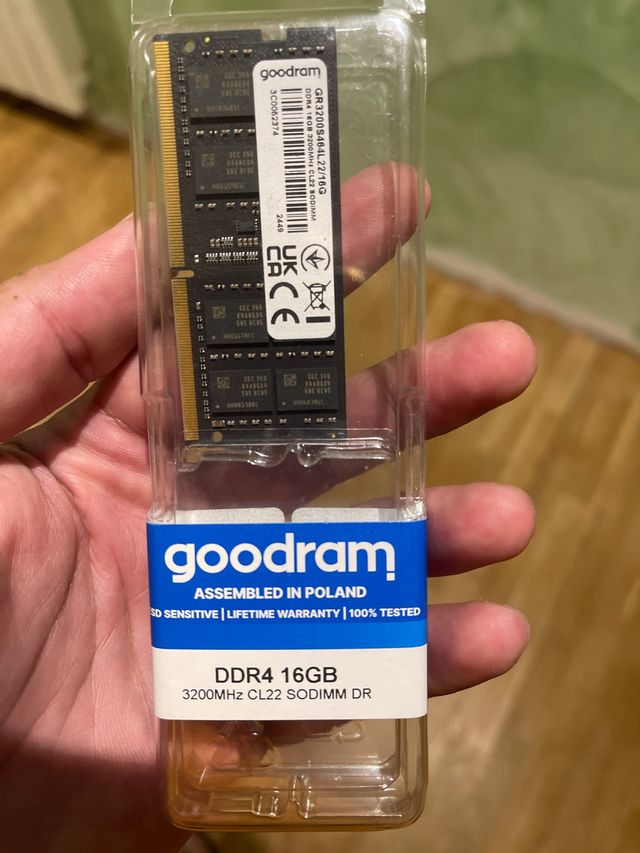 goodram
GR3200S464L22/16G
DDR4 16GB 3200MHz CL22 SODIMM
3C0062374
2449
UK
CA
CE
goodram
ASSEMBLED IN POLAND
SD SENSITIVE | LIFETIME WARRANTY | 100% TESTED
DDR4 16GB
3200MHz CL22 SODIMM DR